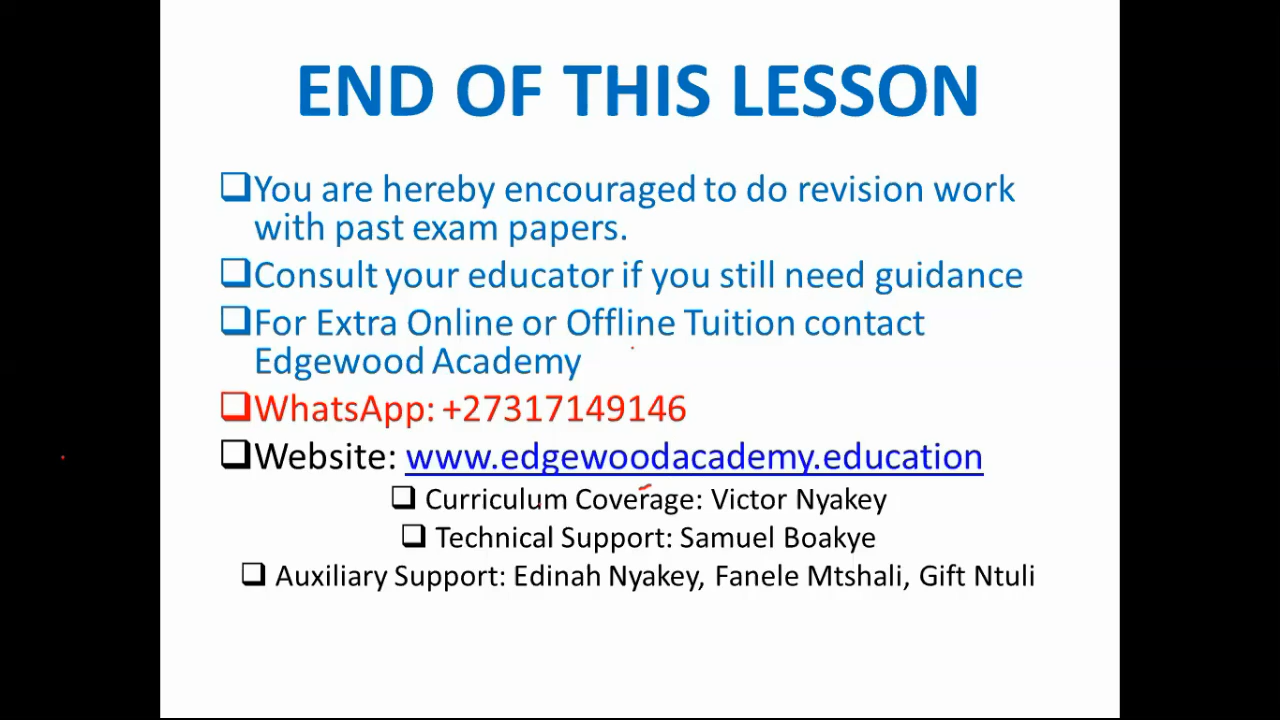 END OF THIS LESSON
❑You are hereby encouraged to do revision work
with past exam papers.
❑Consult your educator if you still need guidance
❑For Extra Online or Offline Tuition contact
Edgewood Academy
❑WhatsApp: +27317149146
❑Website: www.edgewoodacademy.education
❑ Curriculum Coverage: Victor Nyakey
❑ Technical Support: Samuel Boakye
❑ Auxiliary Support: Edinah Nyakey, Fanele Mtshali, Gift Ntuli